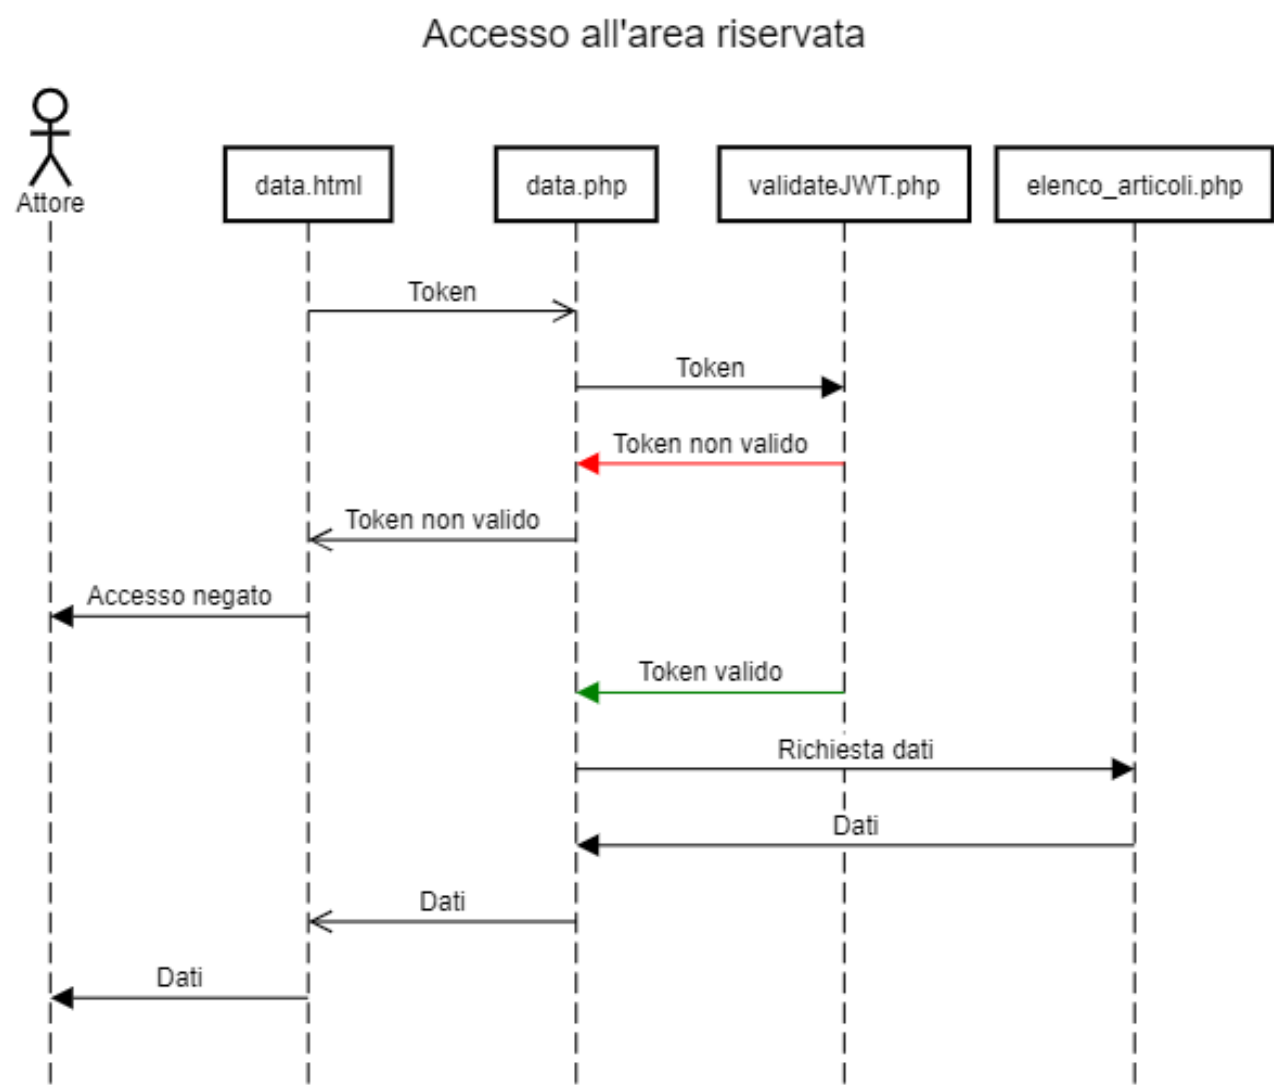 Accesso all'area riservata
Attore
data.html
data.php
validateJWT.php
elenco_articoli.php
Token
Token
Token non valido
Token non valido
Accesso negato
Token valido
Richiesta dati
Dati
Dati
Dati